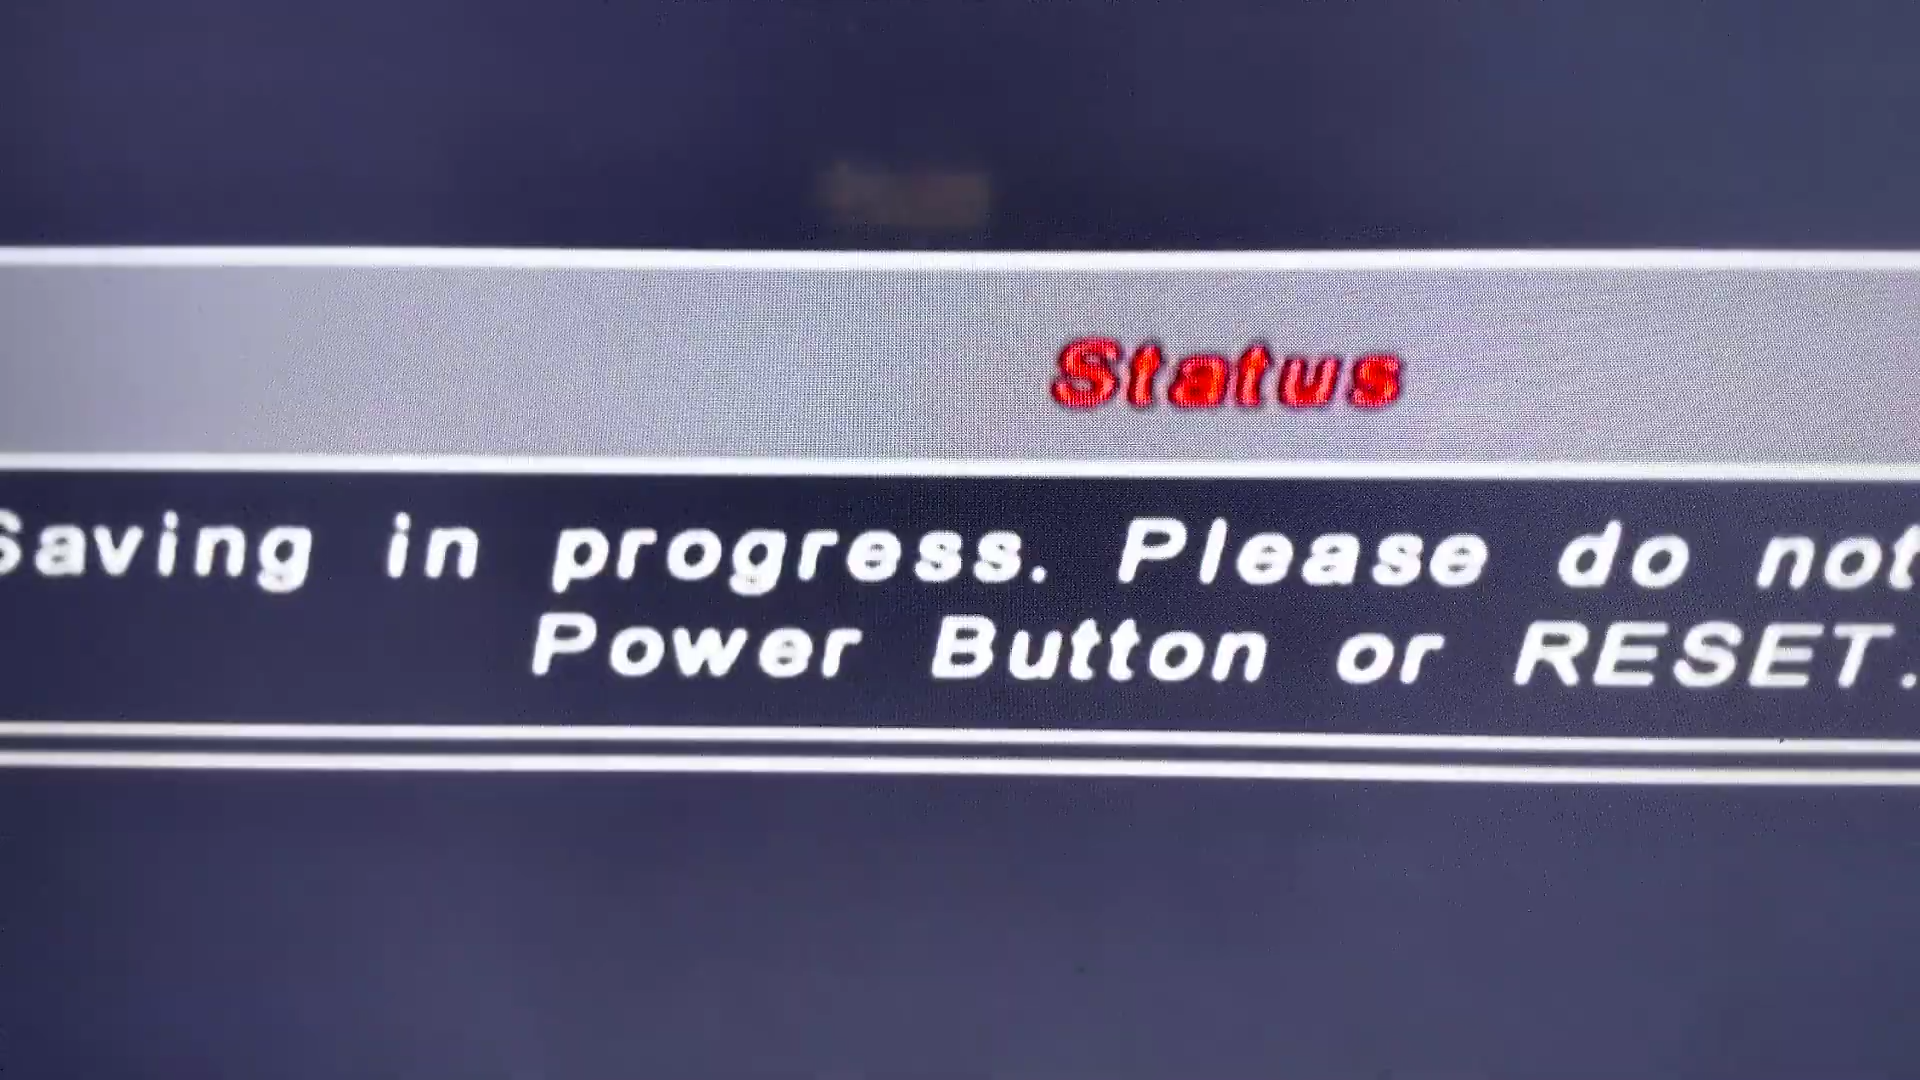 Status
Saving in progress. Please do not
Power Button or RESET.